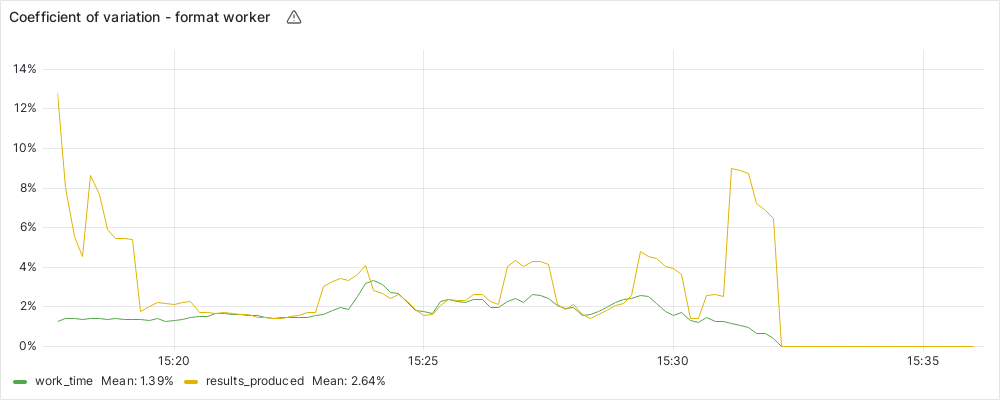 Coefficient of variation - format worker
14%
12%
10%
8%
6%
4%
2%
0%
15:20 15:25 15:30 15:35
work_time Mean: 1.39% results_produced Mean: 2.64%